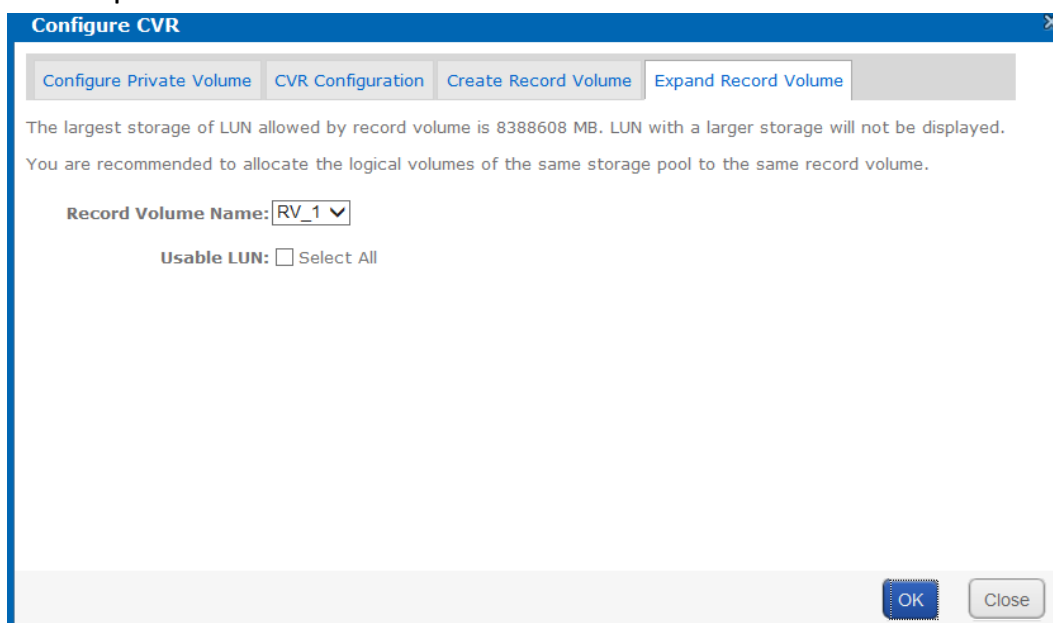 Configure CVR
Configure Private Volume CVR Configuration Create Record Volume Expand Record Volume
The largest storage of LUN allowed by record volume is 8388608 MB. LUN with a larger storage will not be displayed.
You are recommended to allocate the logical volumes of the same storage pool to the same record volume.
Record Volume Name: RV_1
Usable LUN: Select All
OK Close